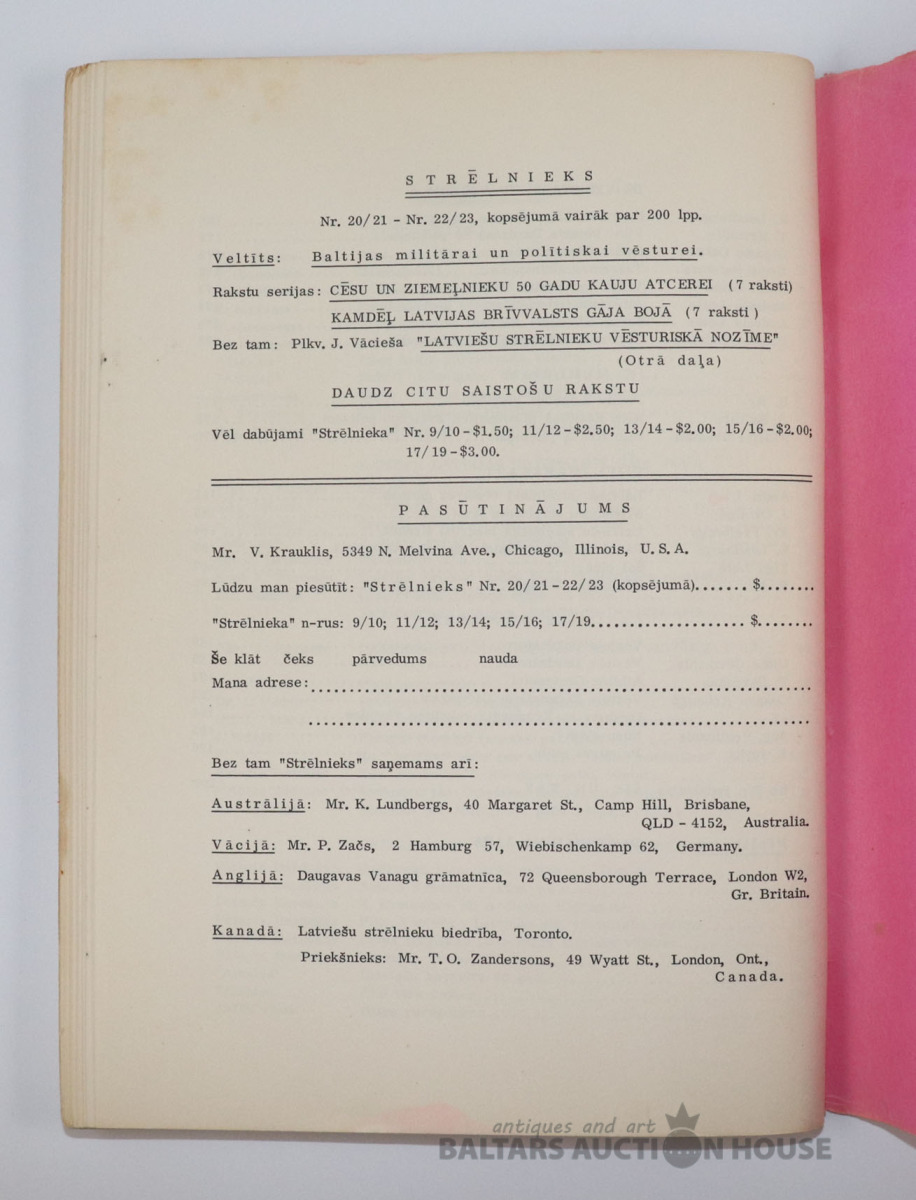 STRĒLNIEKS
Nr. 20/21 - Nr. 22/23, kopsējumā vairāk par 200 lpp.
Veltīts: Baltijas militārai un polītiskai vēsturei.
Rakstu serijas: CĒSU UN ZIEMEĻNIEKU 50 GADU KAUJU ATCEREI (7 raksti)
KAMDĒĻ LATVIJAS BRĪVVALSTS GĀJA BOJĀ (7 raksti)
Bez tam: Plkv. J. Vācieša "LATVIEŠU STRĒLNIEKU VĒSTURISKĀ NOZĪME"
(Otrā daļa)
DAUDZ CITU SAISTOŠU RAKSTU
Vēl dabūjami "Strēlnieka" Nr. 9/10-$1.50; 11/12-$2.50; 13/14-$2.00; 15/16-$2.00;
17/19-$3.00.
PASŪTINĀJUMS
Mr. V. Krauklis, 5349 N. Melvina Ave., Chicago, Illinois, U.S.A.
Lūdzu man piesūtīt: "Strēlnieks" Nr. 20/21-22/23 (kopsējumā)....... $........
"Strēlnieka" n-rus: 9/10; 11/12; 13/14; 15/16; 17/19.................... $........
Še klāt čeks pārvedums nauda
Mana adrese:................................................................
................................................................
Bez tam "Strēlnieks" saņemams arī:
Austrālijā: Mr. K. Lundbergs, 40 Margaret St., Camp Hill, Brisbane,
QLD - 4152, Australia.
Vācijā: Mr. P. Začs, 2 Hamburg 57, Wiebischenkamp 62, Germany.
Anglijā: Daugavas Vanagu grāmatnīca, 72 Queensborough Terrace, London W2,
Gr. Britain.
Kanadā: Latviešu strēlnieku biedrība, Toronto.
Priekšnieks: Mr. T.O. Zandersons, 49 Wyatt St., London, Ont.,
Canada.
antiques and art
BALTARS AUCTION HOUSE